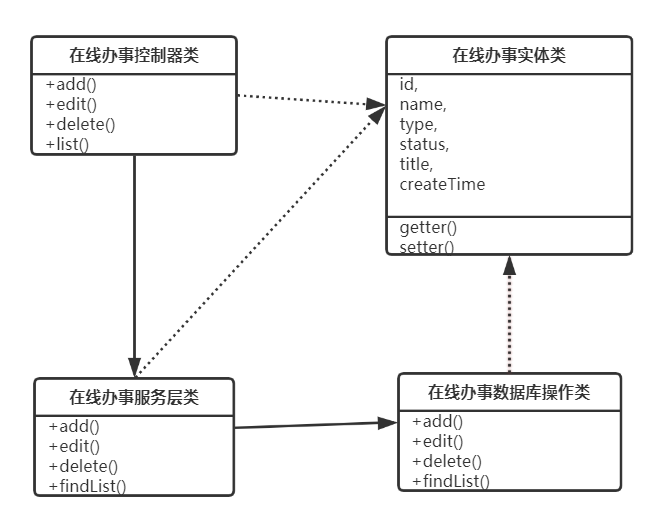 在线办事控制器类
+add()
+edit()
+delete()
+list()
在线办事实体类
id,
name,
type,
status,
title,
createTime
getter()
setter()
在线办事服务层类
+add()
+edit()
+delete()
+findList()
在线办事数据库操作类
+add()
+edit()
+delete()
+findList()